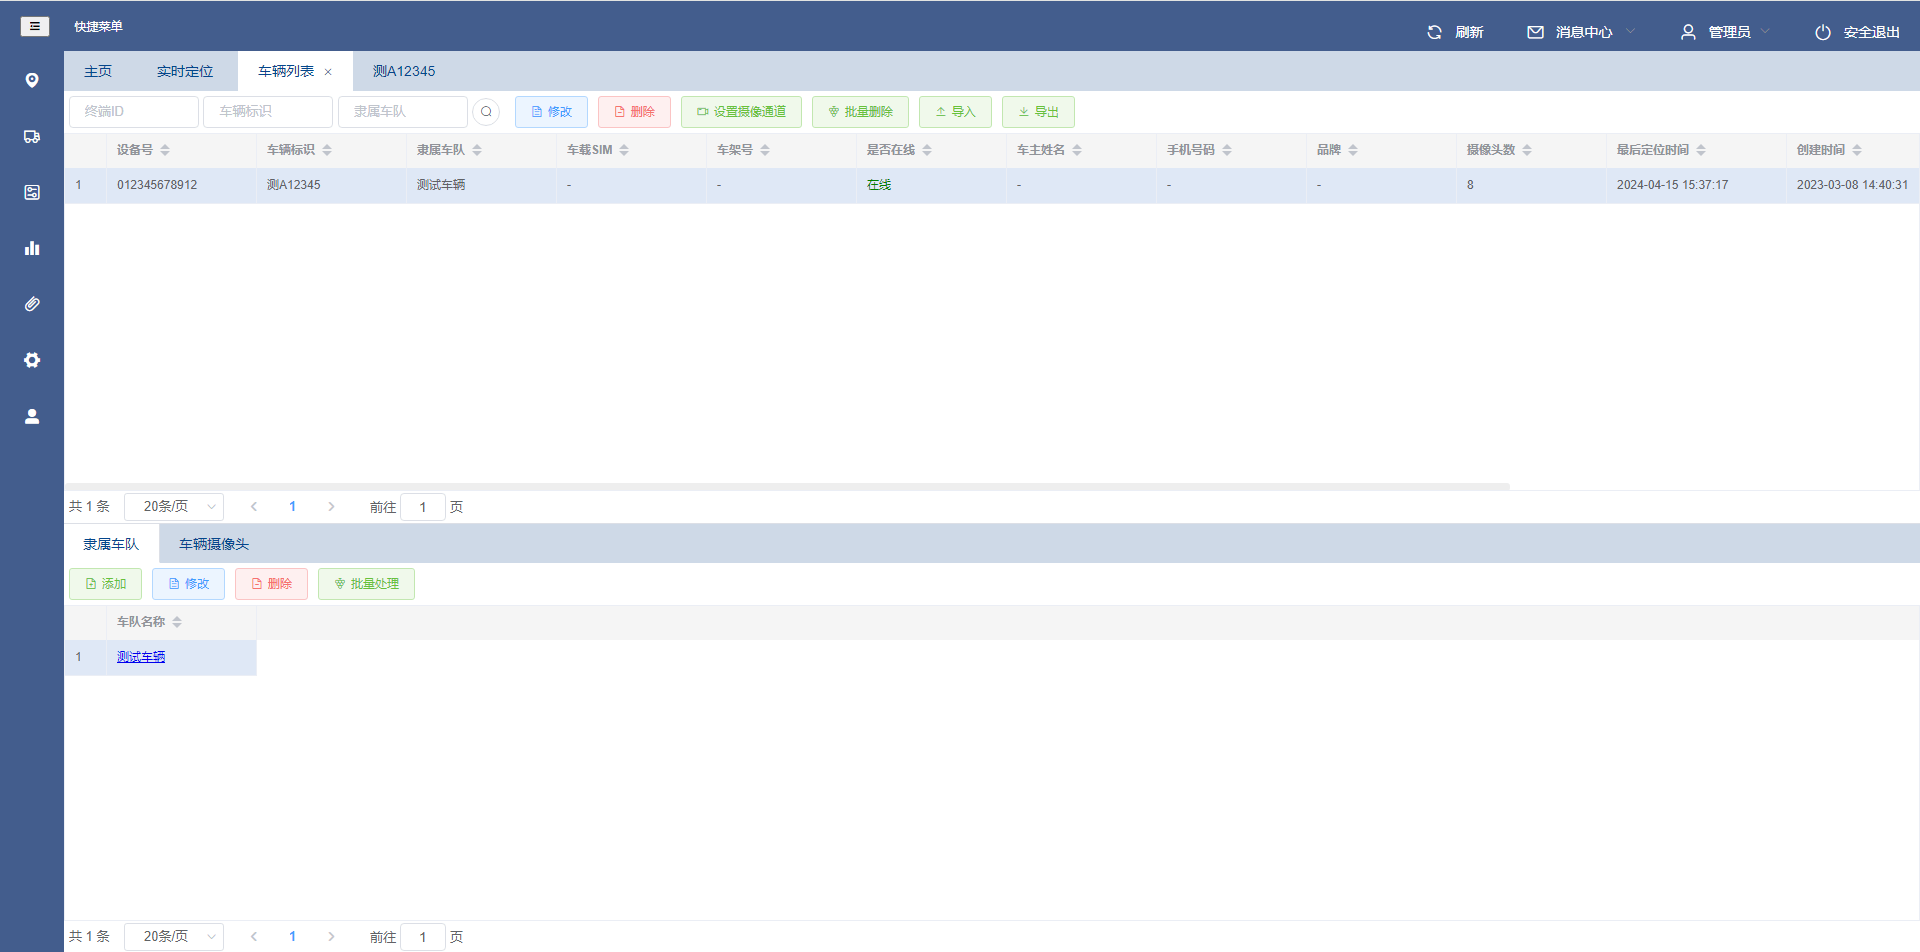 快捷菜单 刷新 消息中心 管理员 安全退出
主页 实时定位 车辆列表 × 测A12345
终端ID 车辆标识 隶属车队 修改 删除 设置摄像通道 批量删除 导入 导出
设备号 车辆标识 隶属车队 车载SIM 车架号 是否在线 车主姓名 手机号码 品牌 摄像头数 最后定位时间 创建时间
1 012345678912 测A12345 测试车辆 - - 在线 - - - 8 2024-04-15 15:37:17 2023-03-08 14:40:31
共 1 条 20条/页 < 1 > 前往 1 页
隶属车队 车辆摄像头
添加 修改 删除 批量处理
车队名称
1 测试车辆
共 1 条 20条/页 < 1 > 前往 1 页